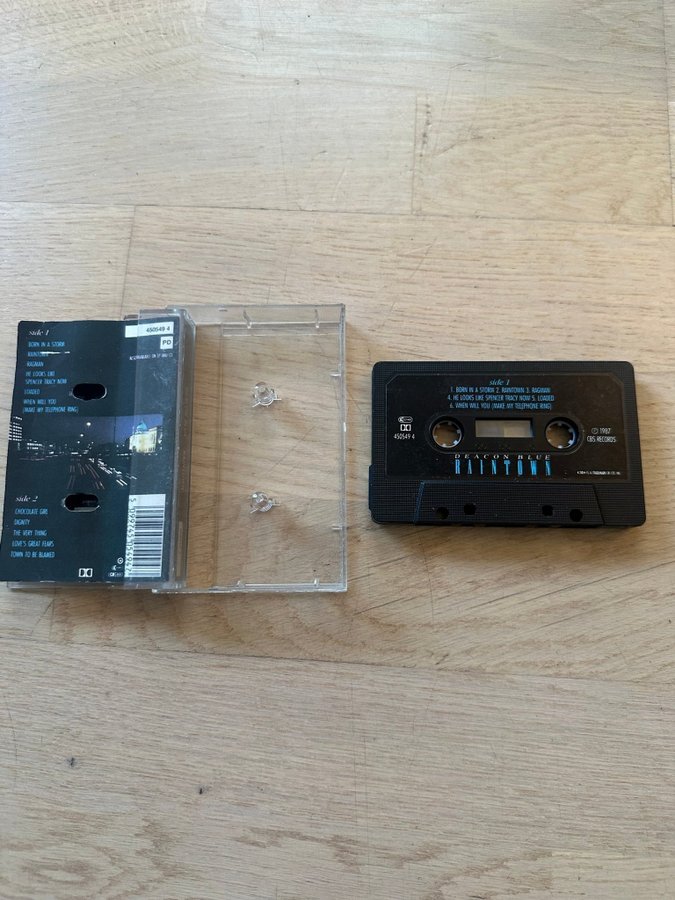 side 1
BORN IN A STORM
RAINTOWN
RAGMAN
HE LOOKS LIKE
SPENCER TRACY NOW
LOADED
WHEN WILL YOU
(MAKE MY TELEPHONE RING)
side 2
CHOCOLATE GIRL
DIGNITY
THE VERY THING
LOVE'S GREAT FEARS
TOWN TO BE BLAMED
450549 4
PD
side 1
1. BORN IN A STORM 2. RAINTOWN 3. RAGMAN
4. HE LOOKS LIKE SPENCER TRACY NOW 5. LOADED
6. WHEN WILL YOU (MAKE MY TELEPHONE RING)
450549 4
℗ 1987
CBS RECORDS
DEACON BLUE
RAINTOWN